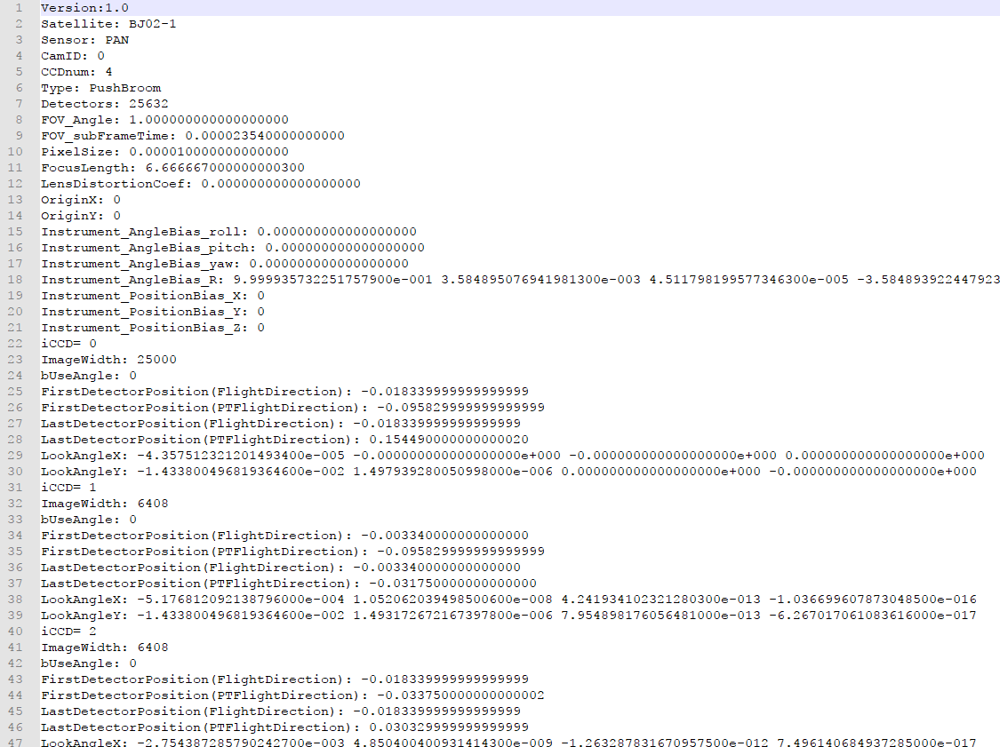 1 Version:1.0
2 Satellite: BJ02-1
3 Sensor: PAN
4 CamID: 0
5 CCDnum: 4
6 Type: PushBroom
7 Detectors: 25632
8 FOV_Angle: 1.000000000000000000
9 FOV_subFrameTime: 0.000023540000000000
10 PixelSize: 0.000010000000000000
11 FocusLength: 6.666667000000000300
12 LensDistortionCoef: 0.000000000000000000
13 OriginX: 0
14 OriginY: 0
15 Instrument_AngleBias_roll: 0.000000000000000000
16 Instrument_AngleBias_pitch: 0.000000000000000000
17 Instrument_AngleBias_yaw: 0.000000000000000000
18 Instrument_AngleBias_R: 9.999935732251757900e-001 3.584895076941981300e-003 4.511798199577346300e-005 -3.584893922447923
19 Instrument_PositionBias_X: 0
20 Instrument_PositionBias_Y: 0
21 Instrument_PositionBias_Z: 0
22 iCCD= 0
23 ImageWidth: 25000
24 bUseAngle: 0
25 FirstDetectorPosition(FlightDirection): -0.018339999999999999
26 FirstDetectorPosition(PTFlightDirection): -0.095829999999999999
27 LastDetectorPosition(FlightDirection): -0.018339999999999999
28 LastDetectorPosition(PTFlightDirection): 0.154490000000000020
29 LookAngleX: -4.357512321201493400e-005 -0.000000000000000000e+000 -0.000000000000000000e+000 0.000000000000000000e+000
30 LookAngleY: -1.433800496819364600e-002 1.497939280050998000e-006 0.000000000000000000e+000 -0.000000000000000000e+000
31 iCCD= 1
32 ImageWidth: 6408
33 bUseAngle: 0
34 FirstDetectorPosition(FlightDirection): -0.003340000000000000
35 FirstDetectorPosition(PTFlightDirection): -0.095829999999999999
36 LastDetectorPosition(FlightDirection): -0.003340000000000000
37 LastDetectorPosition(PTFlightDirection): -0.031750000000000000
38 LookAngleX: -5.176812092138796000e-004 1.052062039498500600e-008 4.241934102321280300e-013 -1.036699607873048500e-016
39 LookAngleY: -1.433800496819364600e-002 1.493172672167397800e-006 7.954898176056481000e-013 -6.267017061083616000e-017
40 iCCD= 2
41 ImageWidth: 6408
42 bUseAngle: 0
43 FirstDetectorPosition(FlightDirection): -0.018339999999999999
44 FirstDetectorPosition(PTFlightDirection): -0.033750000000000002
45 LastDetectorPosition(FlightDirection): -0.018339999999999999
46 LastDetectorPosition(PTFlightDirection): 0.030329999999999999
47 LookAngleX: -2.754387285790242700e-003 4.850400400931414300e-009 -1.263287831670957500e-012 7.496140684937285000e-017